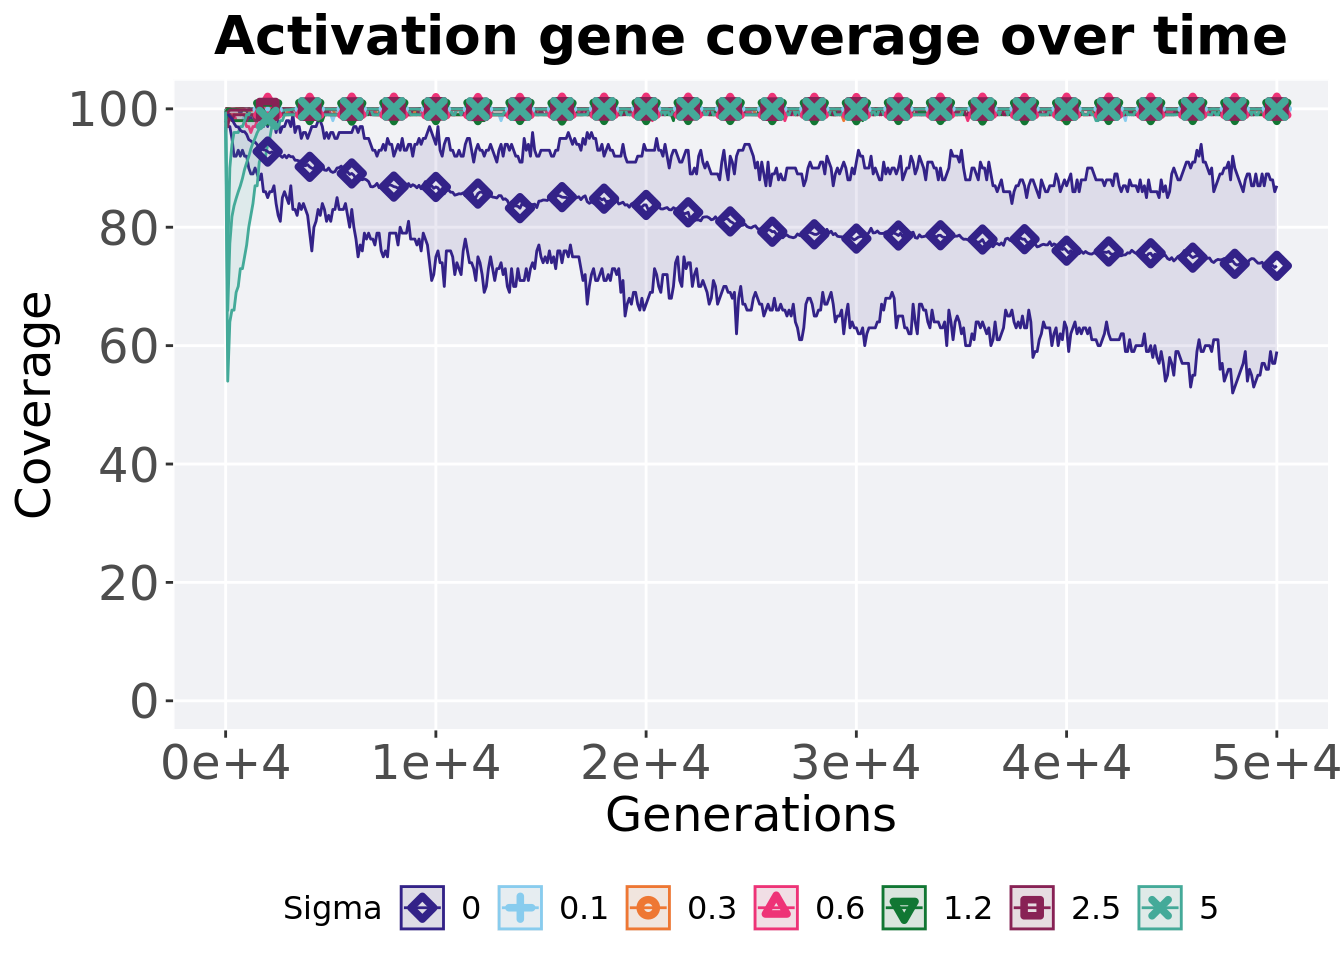 Activation gene coverage over time
100
80
60
40
20
0
Coverage
0e+4 1e+4 2e+4 3e+4 4e+4 5e+4
Generations
Sigma 0 0.1 0.3 0.6 1.2 2.5 5